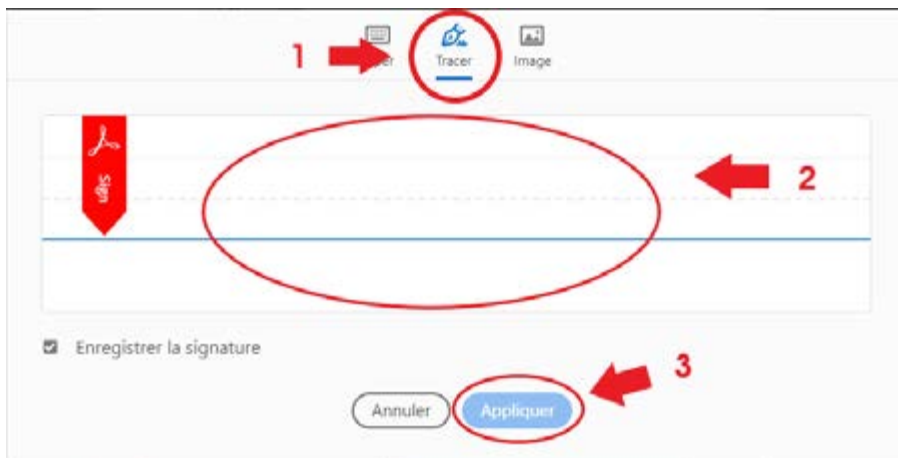 1
Tracer Image
Sign
2
Enregistrer la signature
3
Annuler Appliquer